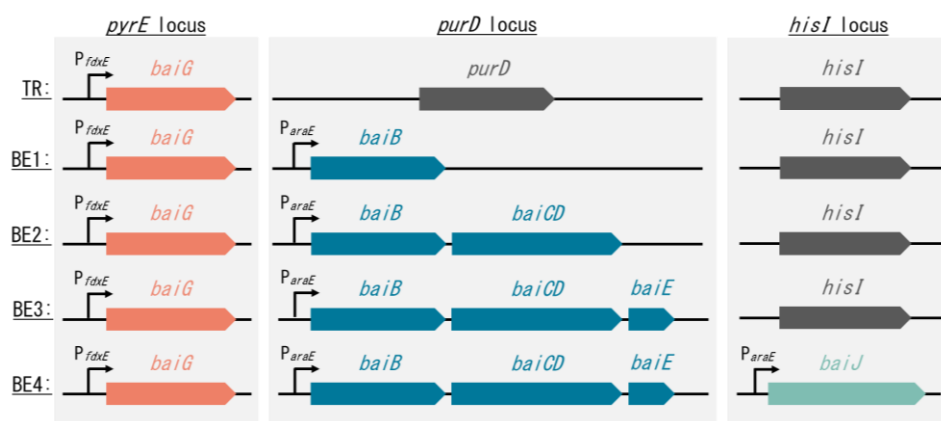 pyrE locus purD locus hisI locus
TR: PfdxE baiG purD hisI
BE1: PfdxE baiG ParaE baiB hisI
BE2: PfdxE baiG ParaE baiB baiCD hisI
BE3: PfdxE baiG ParaE baiB baiCD baiE hisI
BE4: PfdxE baiG ParaE baiB baiCD baiE ParaE baiJ